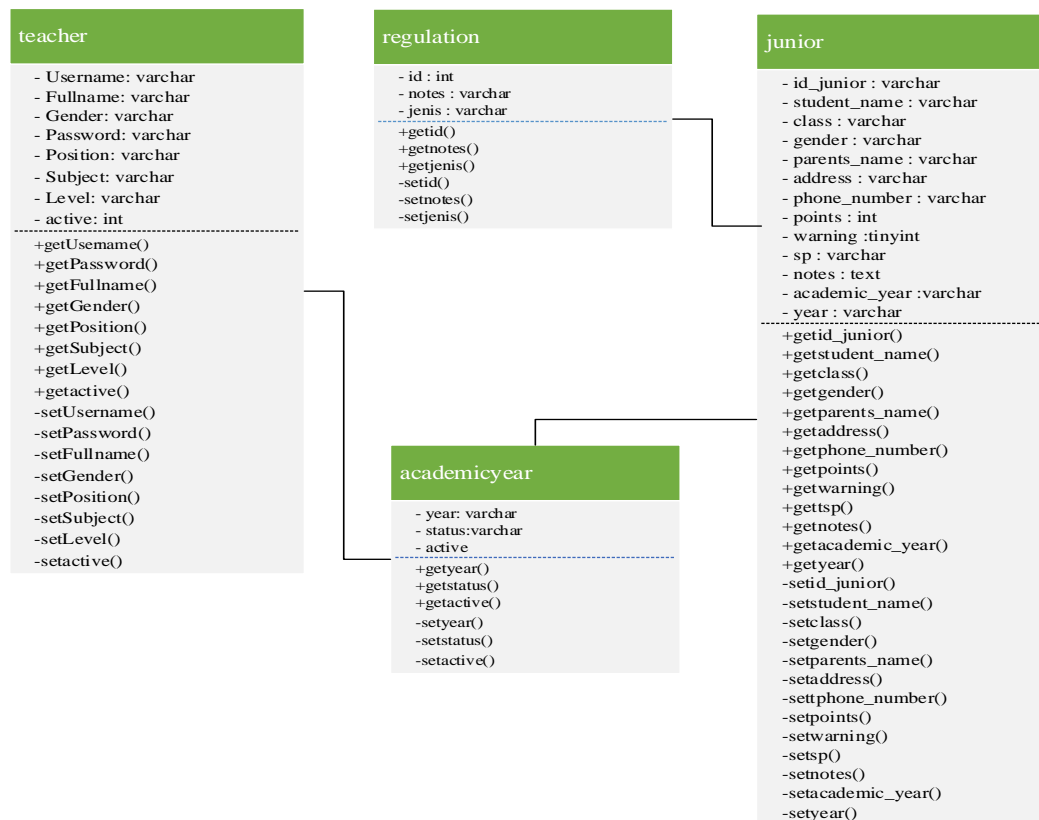 teacher
- Username: varchar
- Fullname: varchar
- Gender: varchar
- Password: varchar
- Position: varchar
- Subject: varchar
- Level: varchar
- active: int
+getUsername()
+getPassword()
+getFullname()
+getGender()
+getPosition()
+getSubject()
+getLevel()
+getactive()
-setUsername()
-setPassword()
-setFullname()
-setGender()
-setPosition()
-setSubject()
-setLevel()
-setactive()
regulation
- id : int
- notes : varchar
- jenis : varchar
+getid()
+getnotes()
+getjenis()
-setid()
-setnotes()
-setjenis()
academicyear
- year: varchar
- status:varchar
- active
+getyear()
+getstatus()
+getactive()
-setyear()
-setstatus()
-setactive()
junior
- id_junior : varchar
- student_name : varchar
- class : varchar
- gender : varchar
- parents_name : varchar
- address : varchar
- phone_number : varchar
- points : int
- warning :tinyint
- sp : varchar
- notes : text
- academic_year :varchar
- year : varchar
+getid_junior()
+getstudent_name()
+getclass()
+getgender()
+getparents_name()
+getaddress()
+getphone_number()
+getpoints()
+getwarning()
+gettsp()
+getnotes()
+getacademic_year()
+getyear()
-setid_junior()
-setstudent_name()
-setclass()
-setgender()
-setparents_name()
-setaddress()
-settphone_number()
-setpoints()
-setwarning()
-setsp()
-setnotes()
-setacademic_year()
-setyear()